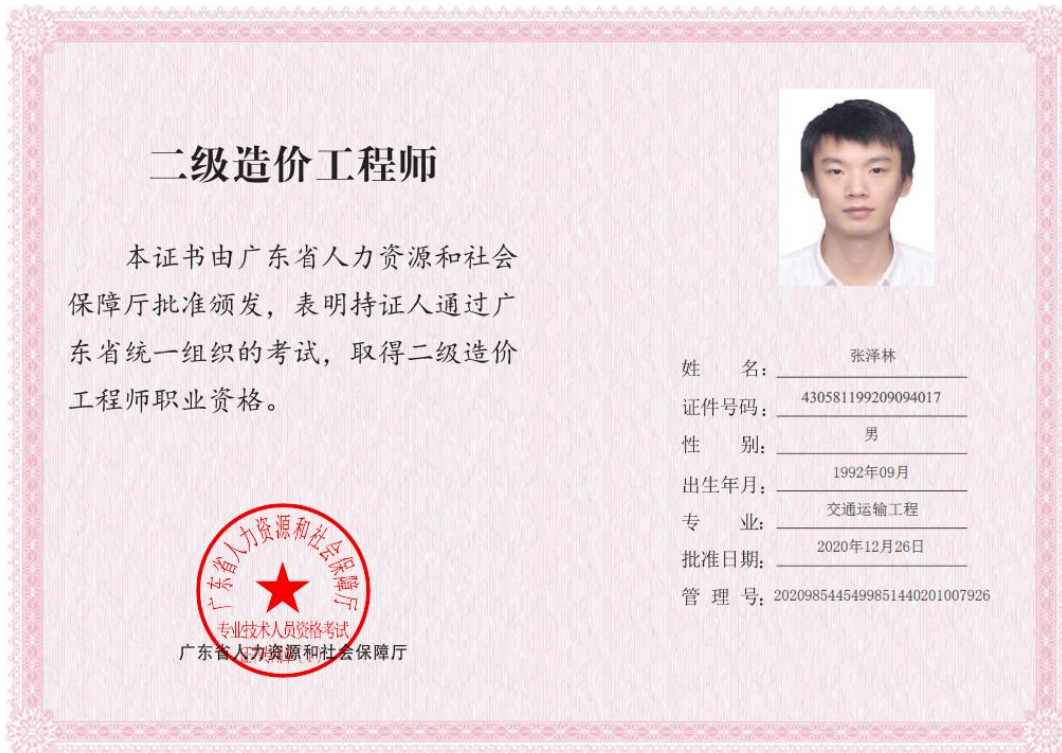 二级造价工程师
本证书由广东省人力资源和社会
保障厅批准颁发，表明持证人通过广
东省统一组织的考试，取得二级造价
工程师职业资格。
姓　　名：张泽林
证件号码：430581199209094017
性　　别：男
出生年月：1992年09月
专　　业：交通运输工程
批准日期：2020年12月26日
管 理 号：2020985445499851440201007926
广东省人力资源和社会保障厅
专业技术人员资格考试
广东省人力资源和社会保障厅